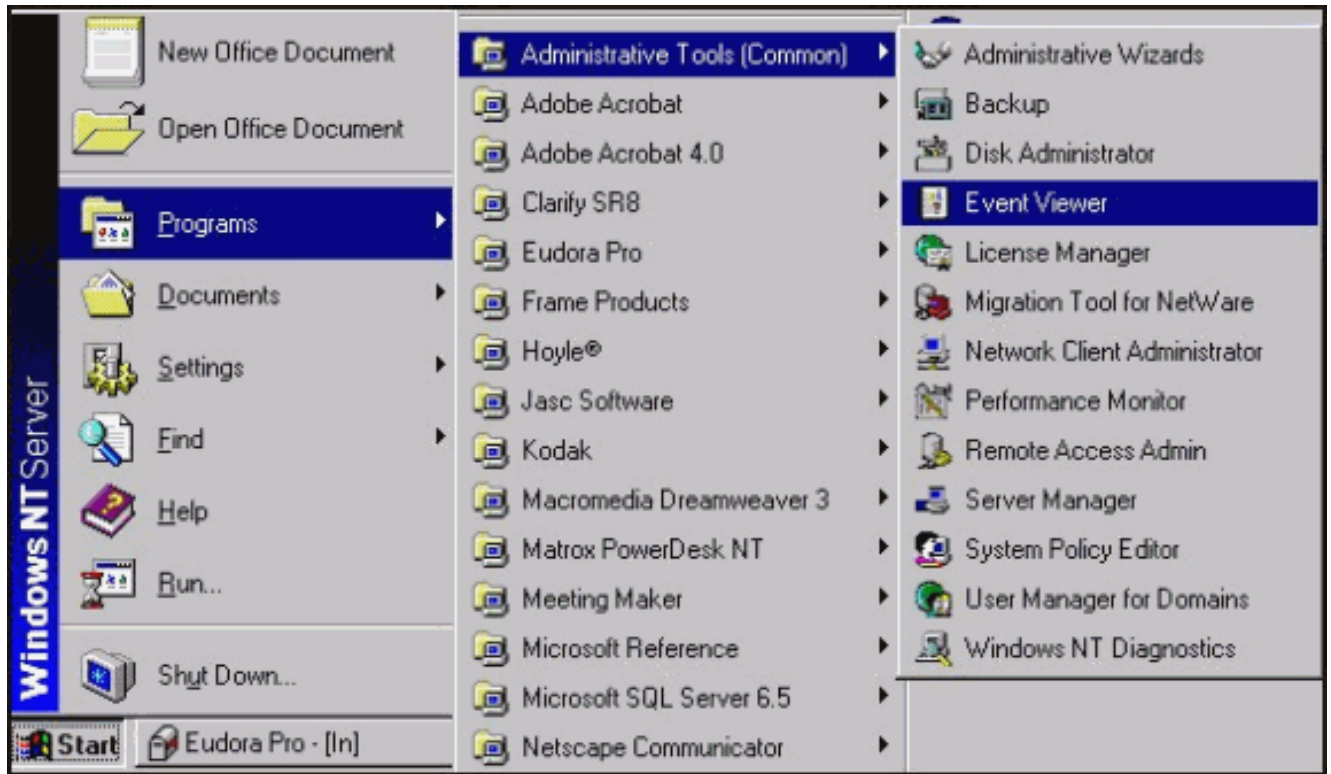 New Office Document
Open Office Document
Programs
Documents
Settings
Find
Help
Run...
Shut Down...
Windows NT Server
Start
Eudora Pro - [In]
Administrative Tools (Common)
Adobe Acrobat
Adobe Acrobat 4.0
Clarify SR8
Eudora Pro
Frame Products
Hoyle®
Jasc Software
Kodak
Macromedia Dreamweaver 3
Matrox PowerDesk NT
Meeting Maker
Microsoft Reference
Microsoft SQL Server 6.5
Netscape Communicator
Administrative Wizards
Backup
Disk Administrator
Event Viewer
License Manager
Migration Tool for NetWare
Network Client Administrator
Performance Monitor
Remote Access Admin
Server Manager
System Policy Editor
User Manager for Domains
Windows NT Diagnostics